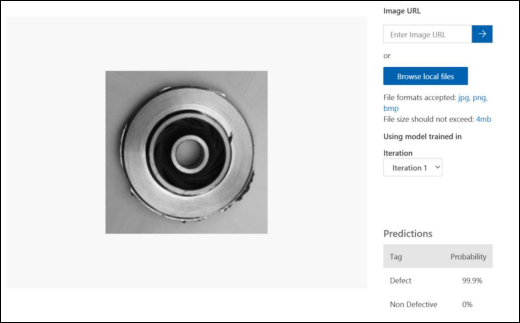 Image URL
Enter Image URL
or
Browse local files
File formats accepted: jpg, png,
bmp
File size should not exceed: 4mb
Using model trained in
Iteration
Iteration 1
Predictions
Tag Probability
Defect 99.9%
Non Defective 0%